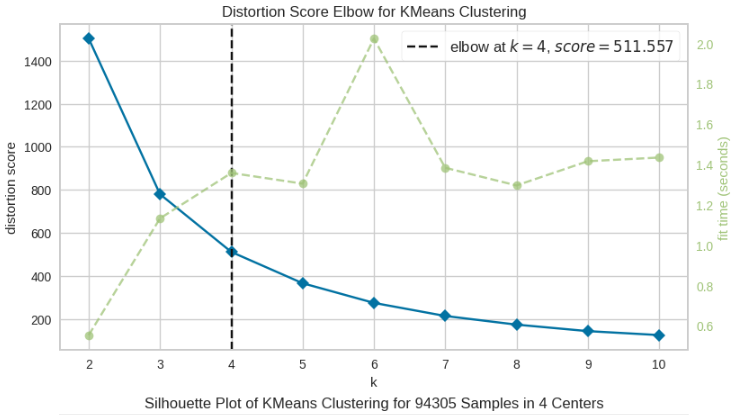 Distortion Score Elbow for KMeans Clustering
elbow at k = 4, score = 511.557
distortion score
1400
1200
1000
800
600
400
200
2.0
1.8
1.6
1.4
1.2
1.0
0.8
0.6
fit time (seconds)
2 3 4 5 6 7 8 9 10
k
Silhouette Plot of KMeans Clustering for 94305 Samples in 4 Centers